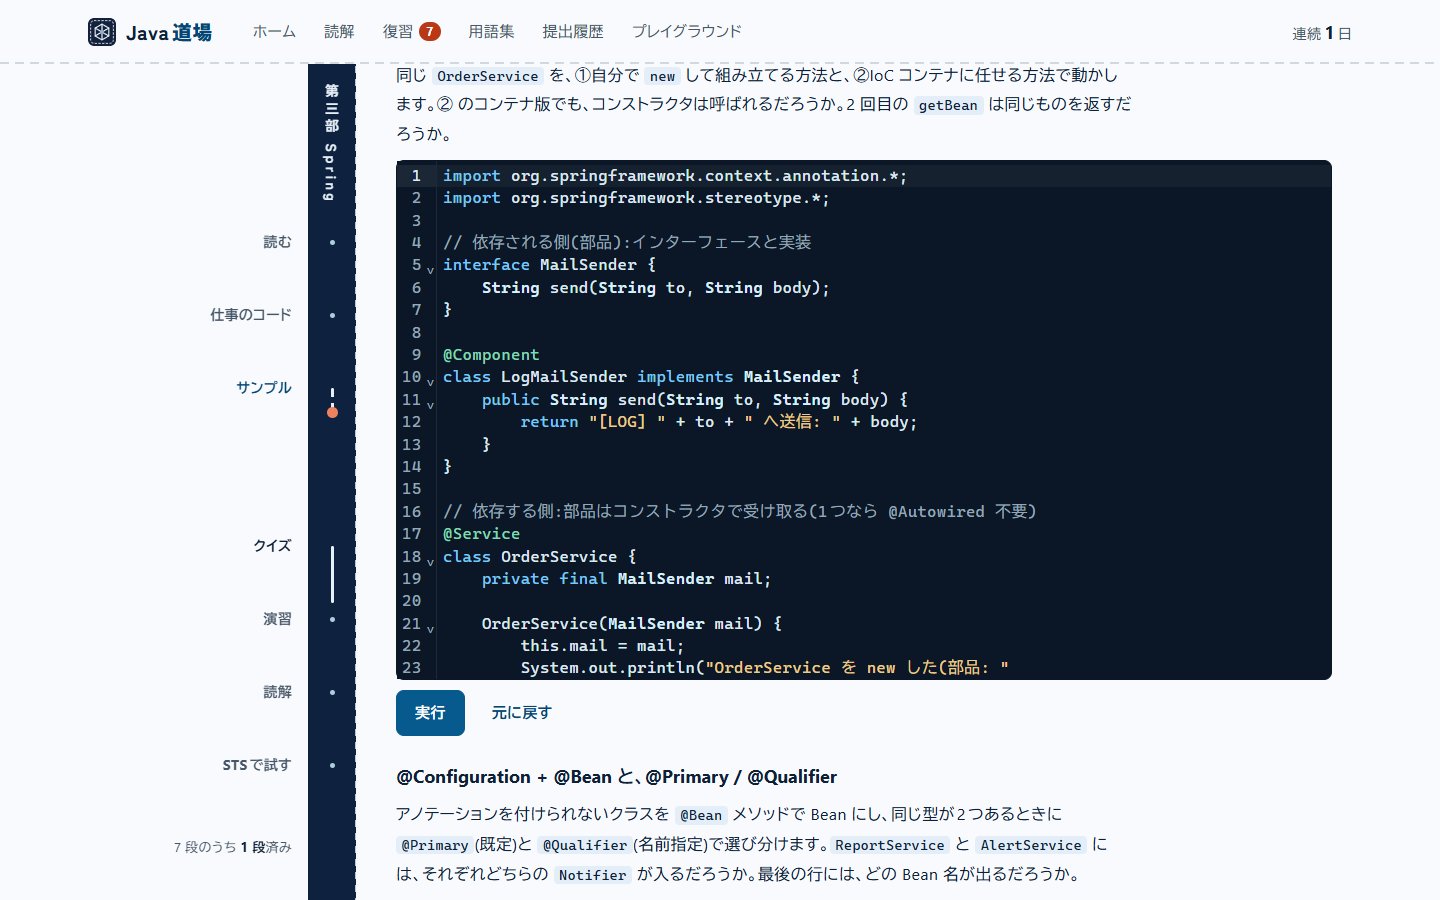 Java道場
ホーム
読解
復習 7
用語集
提出履歴
プレイグラウンド
連続 1 日
第三部 Spring
読む
仕事のコード
サンプル
クイズ
演習
読解
STSで試す
7 段のうち 1 段済み
同じ OrderService を、①自分で new して組み立てる方法と、②IoC コンテナに任せる方法で動かし
ます。② のコンテナ版でも、コンストラクタは呼ばれるだろうか。2 回目の getBean は同じものを返すだ
ろうか。
1 import org.springframework.context.annotation.*;
2 import org.springframework.stereotype.*;
3
4 // 依存される側(部品):インターフェースと実装
5 interface MailSender {
6     String send(String to, String body);
7 }
8
9 @Component
10 class LogMailSender implements MailSender {
11     public String send(String to, String body) {
12         return "[LOG] " + to + " へ送信: " + body;
13     }
14 }
15
16 // 依存する側:部品はコンストラクタで受け取る(1つなら @Autowired 不要)
17 @Service
18 class OrderService {
19     private final MailSender mail;
20
21     OrderService(MailSender mail) {
22         this.mail = mail;
23         System.out.println("OrderService を new した(部品: "
実行
元に戻す
@Configuration + @Bean と、@Primary / @Qualifier
アノテーションを付けられないクラスを @Bean メソッドで Bean にし、同じ型が2つあるときに
@Primary(既定)と @Qualifier(名前指定)で選び分けます。ReportService と AlertService に
は、それぞれどちらの Notifier が入るだろうか。最後の行には、どの Bean 名が出るだろうか。